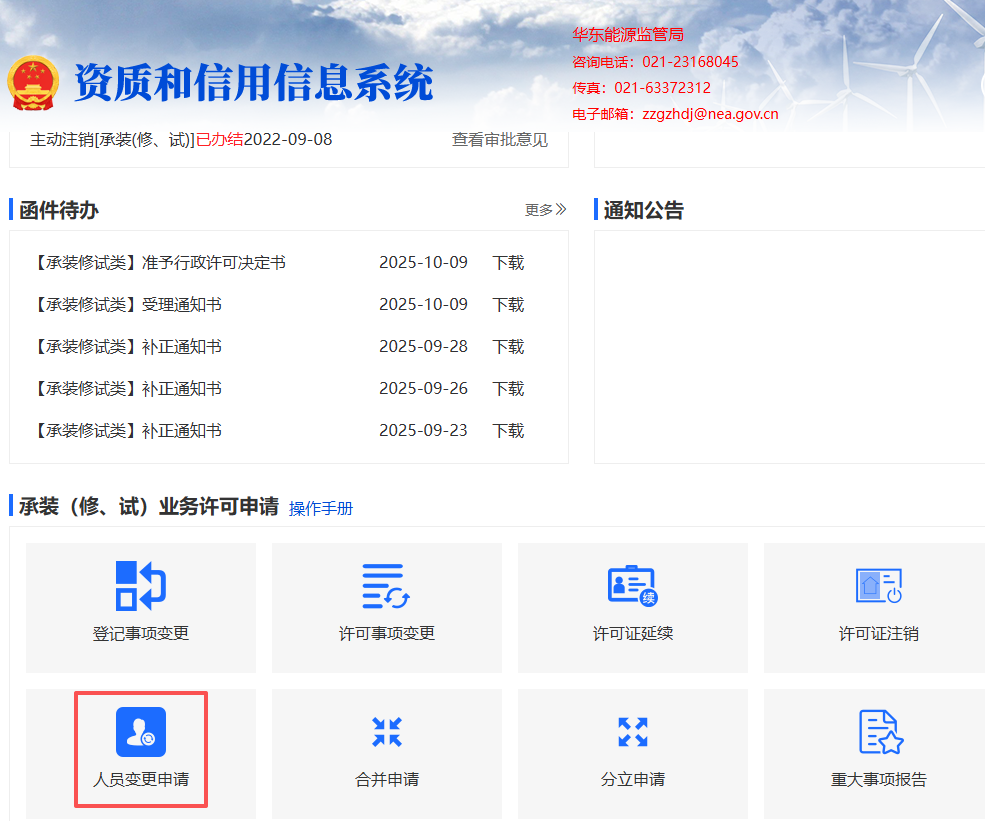 资质和信用信息系统
华东能源监管局
咨询电话：021-23168045
传真：021-63372312
电子邮箱：zzgzhdj@nea.gov.cn
主动注销[承装(修、试)]已办结2022-09-08 查看审批意见
函件待办 更多
通知公告
【承装修试类】准予行政许可决定书 2025-10-09 下载
【承装修试类】受理通知书 2025-10-09 下载
【承装修试类】补正通知书 2025-09-28 下载
【承装修试类】补正通知书 2025-09-26 下载
【承装修试类】补正通知书 2025-09-23 下载
承装（修、试）业务许可申请 操作手册
续
登记事项变更 许可事项变更 许可证延续 许可证注销
人员变更申请 合并申请 分立申请 重大事项报告